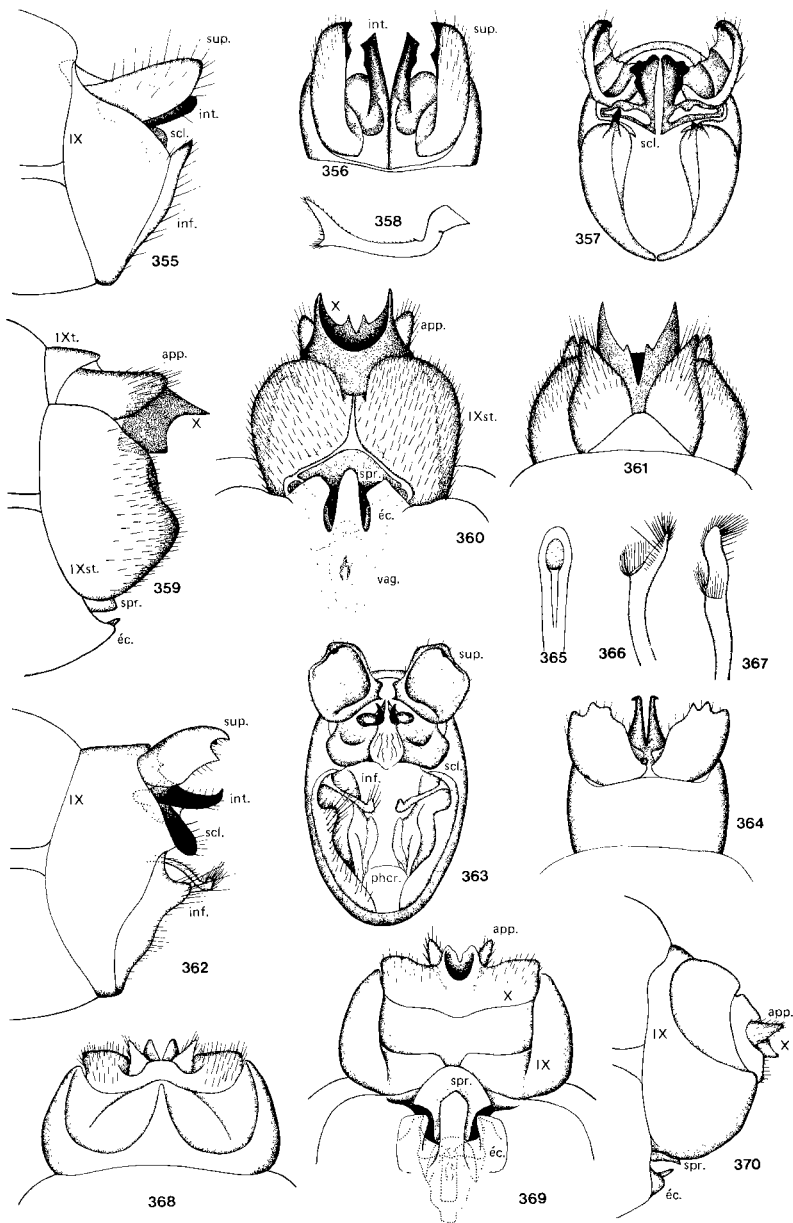 sup.
int.
scl.
IX
inf.
355
int.
sup.
356
358
scl.
357
IXt.
app.
X
IXst.
spr.
éc.
359
X
app.
IXst.
spr.
éc.
vag.
360
361
365
366
367
sup.
IX
int.
scl.
inf.
362
sup.
scl.
inf.
phcr.
363
364
368
app.
X
IX
spr.
éc.
369
IX
app.
X
spr.
éc.
370